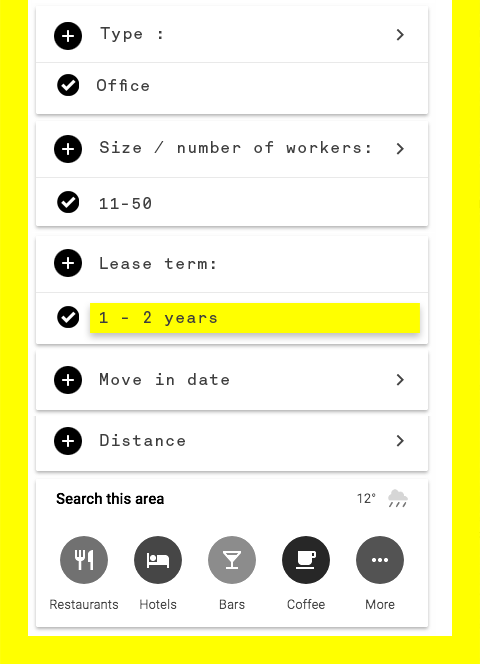 Type :
Office
Size / number of workers:
11-50
Lease term:
1 - 2 years
Move in date
Distance
Search this area 12°
Restaurants Hotels Bars Coffee More